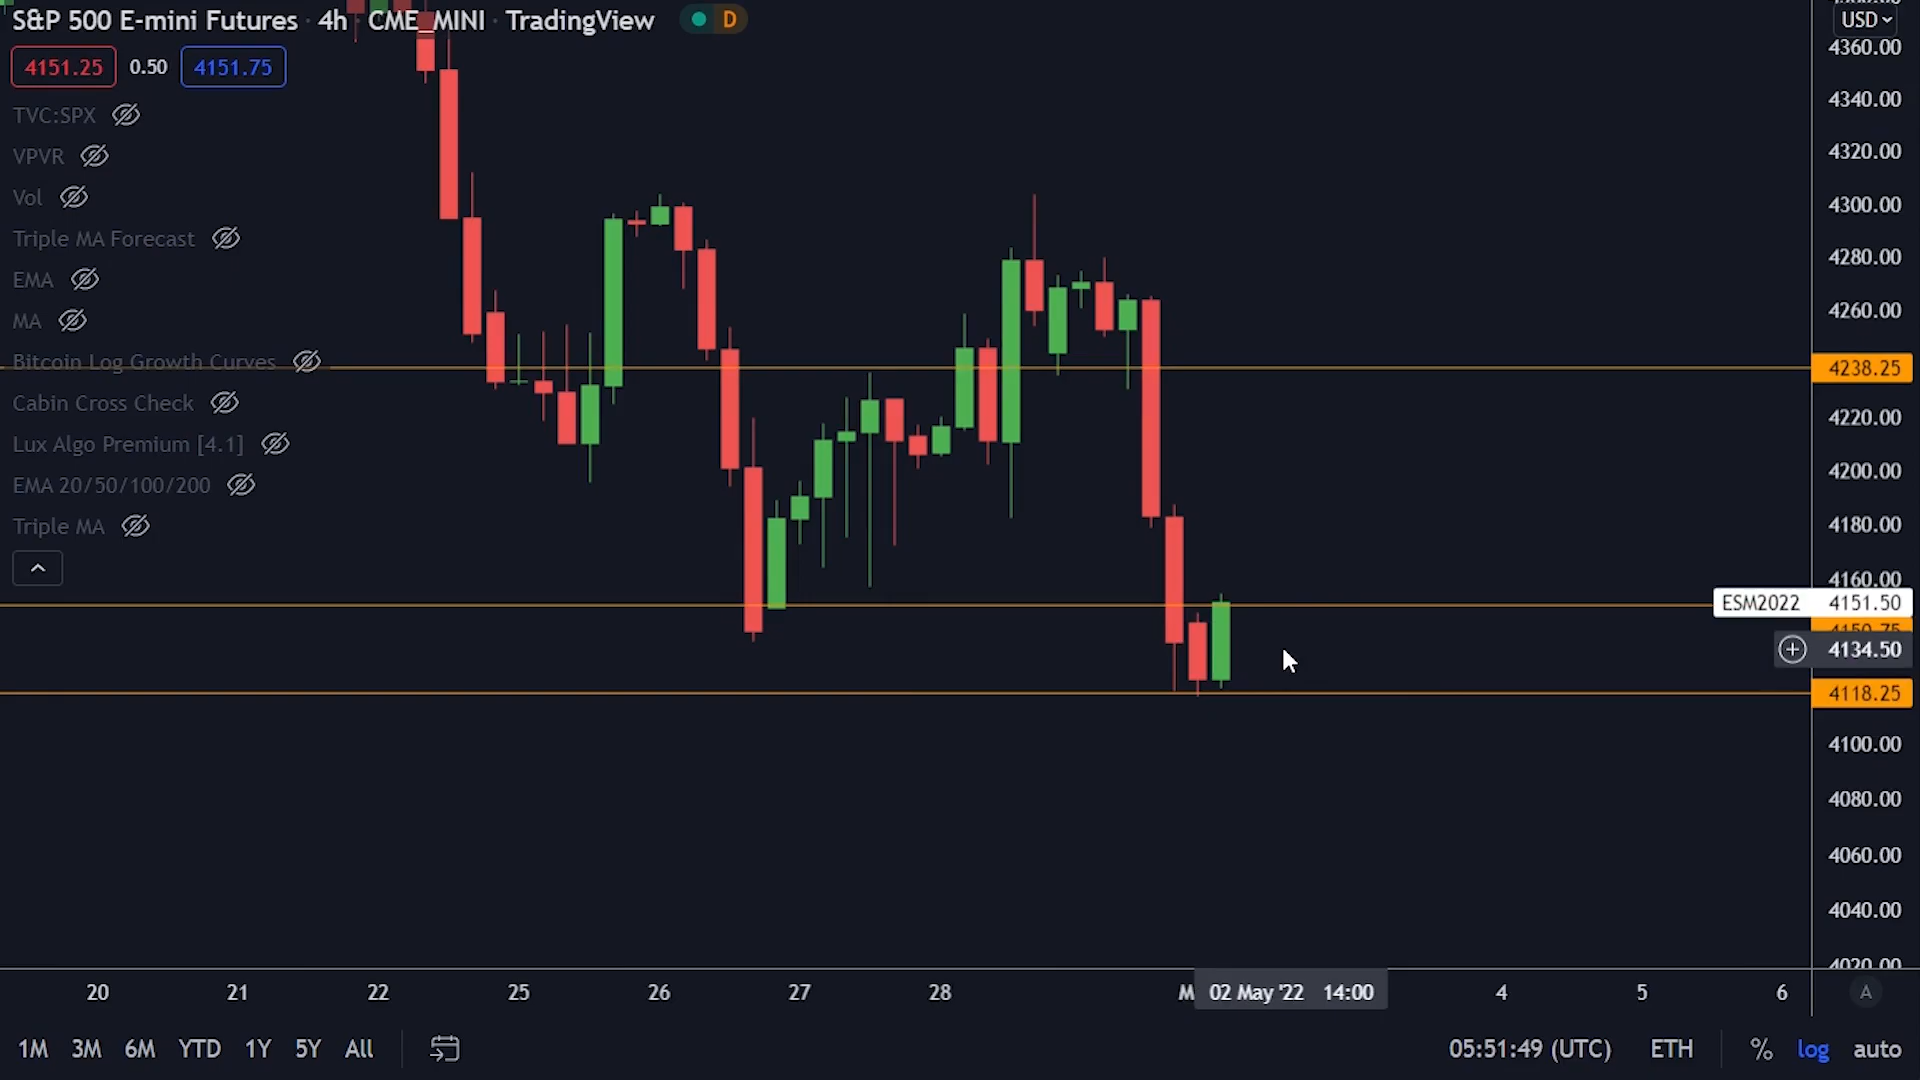 S&P 500 E-mini Futures · 4h · CME_MINI · TradingView D
4151.25 0.50 4151.75
TVC:SPX
VPVR
Vol
Triple MA Forecast
EMA
MA
Bitcoin Log Growth Curves
Cabin Cross Check
Lux Algo Premium [4.1]
EMA 20/50/100/200
Triple MA
USD
4360.00
4340.00
4320.00
4300.00
4280.00
4260.00
4238.25
4220.00
4200.00
4180.00
4160.00
ESM2022 4151.50
4150.75
4134.50
4118.25
4100.00
4080.00
4060.00
4040.00
4020.00
20 21 22 25 26 27 28 M 02 May '22 14:00 4 5 6 A
1M 3M 6M YTD 1Y 5Y All 05:51:49 (UTC) ETH % log auto